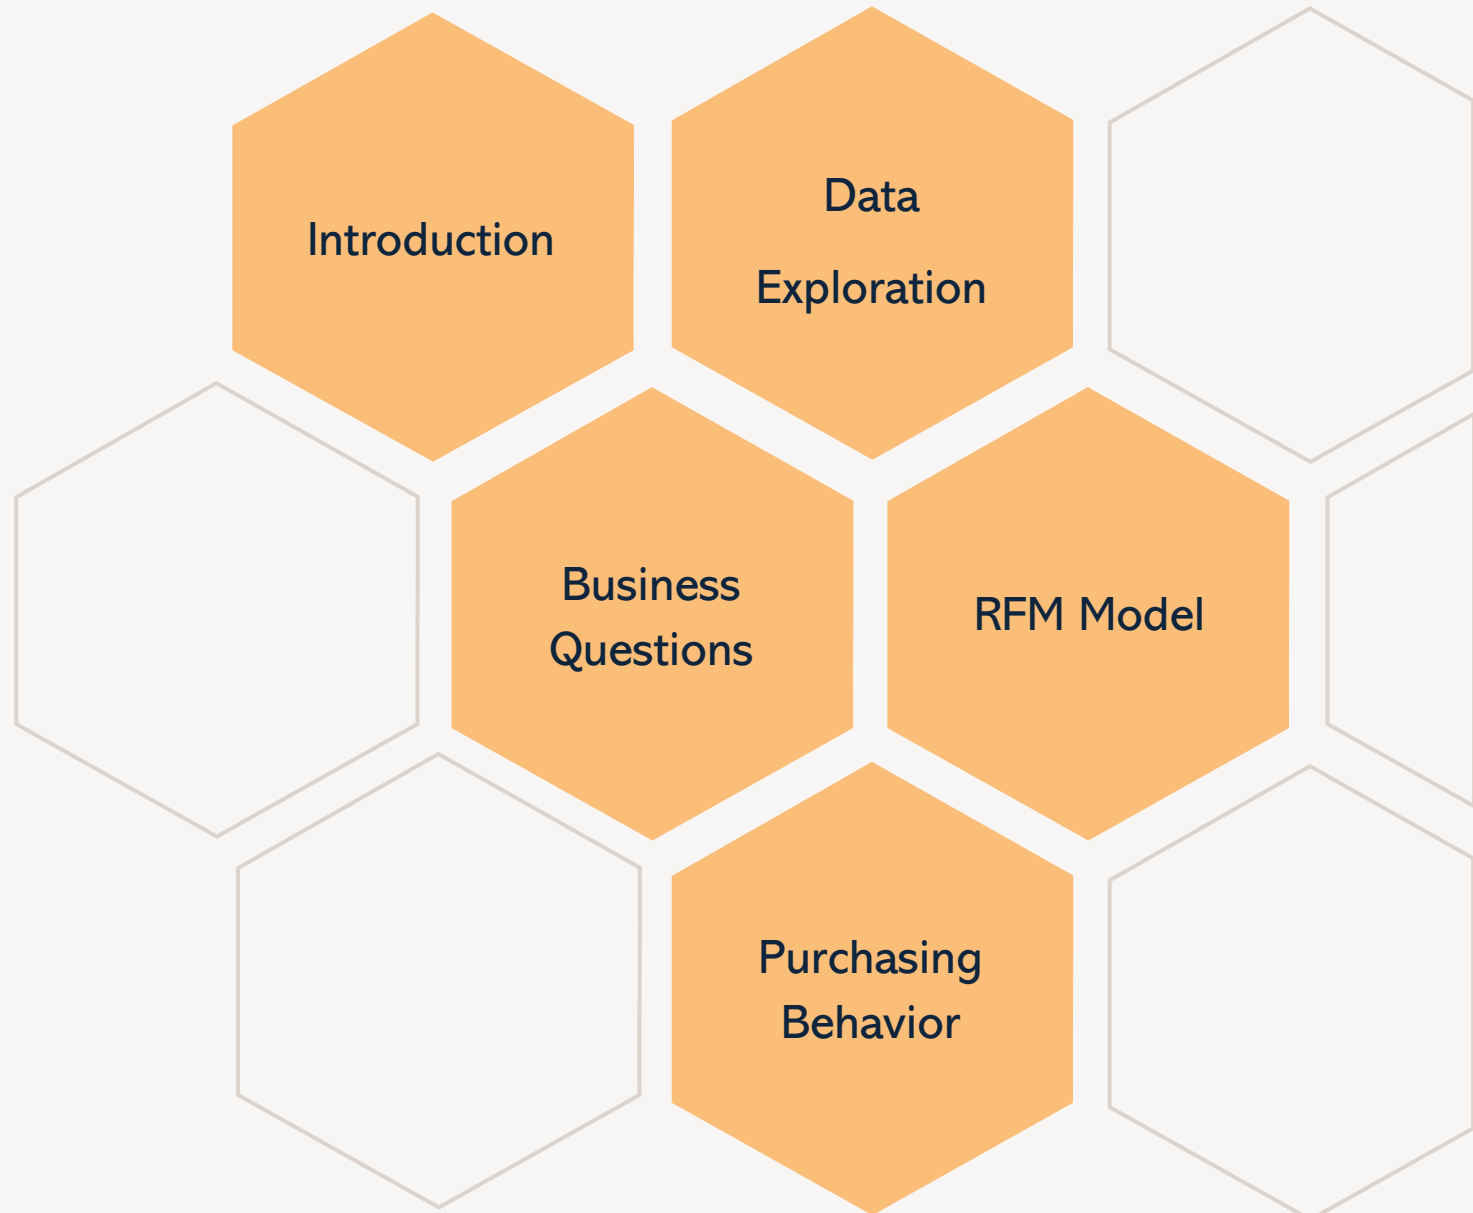 Introduction
Data
Exploration
Business
Questions
RFM Model
Purchasing
Behavior